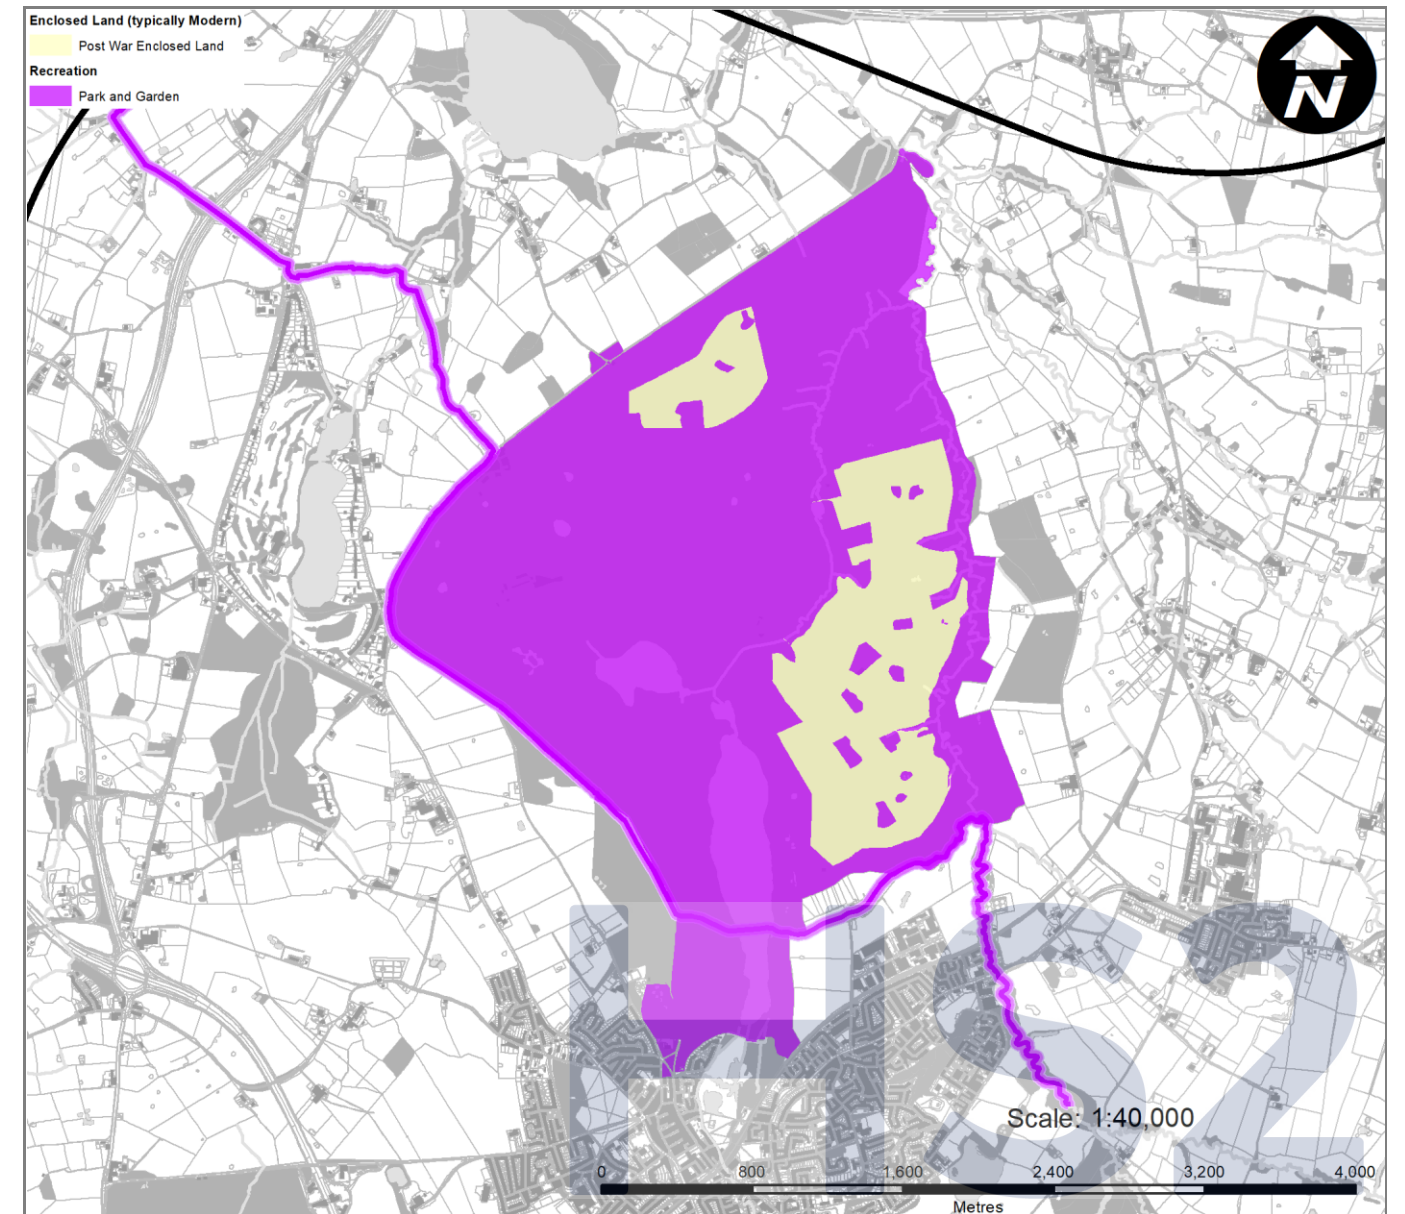 Enclosed Land (typically Modern)
Post War Enclosed Land
Recreation
Park and Garden
N
HS2
Scale: 1:40,000
0 800 1,600 2,400 3,200 4,000
Metres